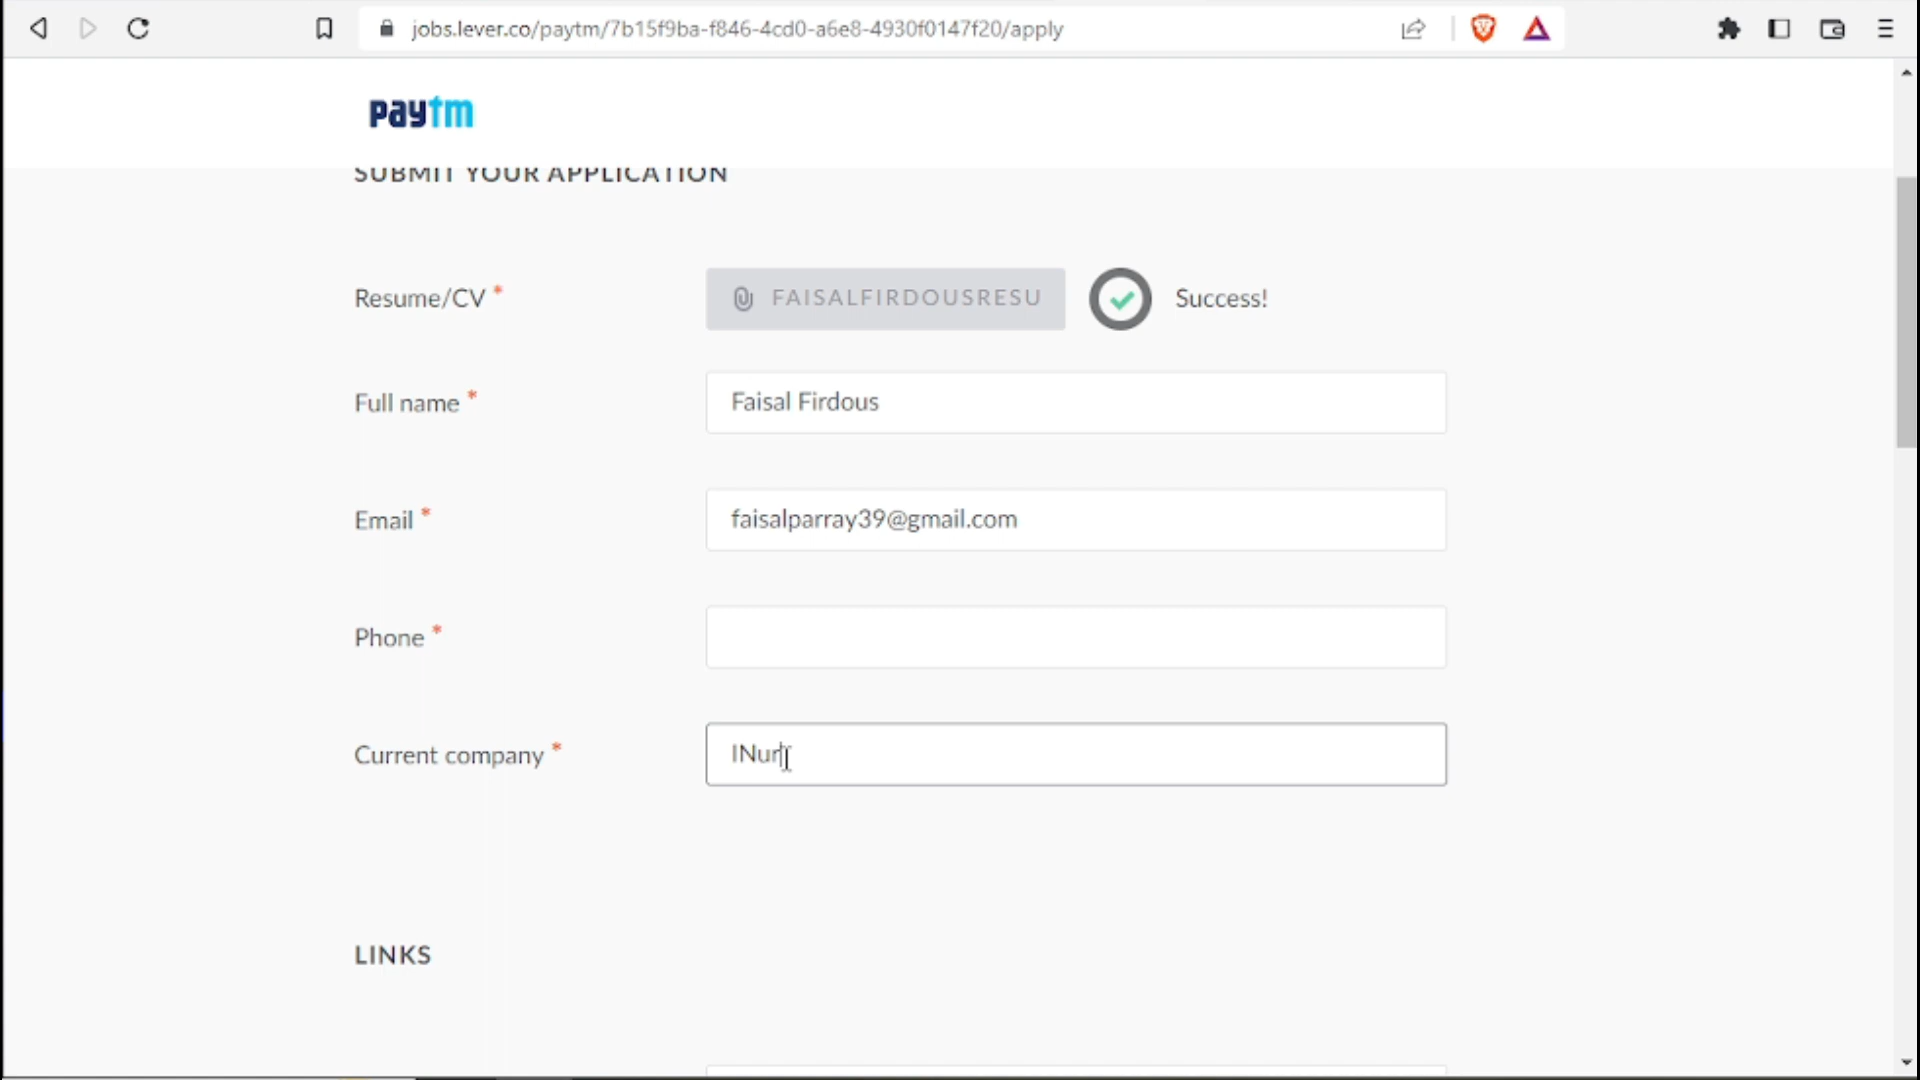 jobs.lever.co/paytm/7b15f9ba-f846-4cd0-a6e8-4930f0147f20/apply
paytm
SUBMIT YOUR APPLICATION
Resume/CV *
FAISALFIRDOUSRESU
Success!
Full name *
Faisal Firdous
Email *
faisalparray39@gmail.com
Phone *
Current company *
INur
LINKS